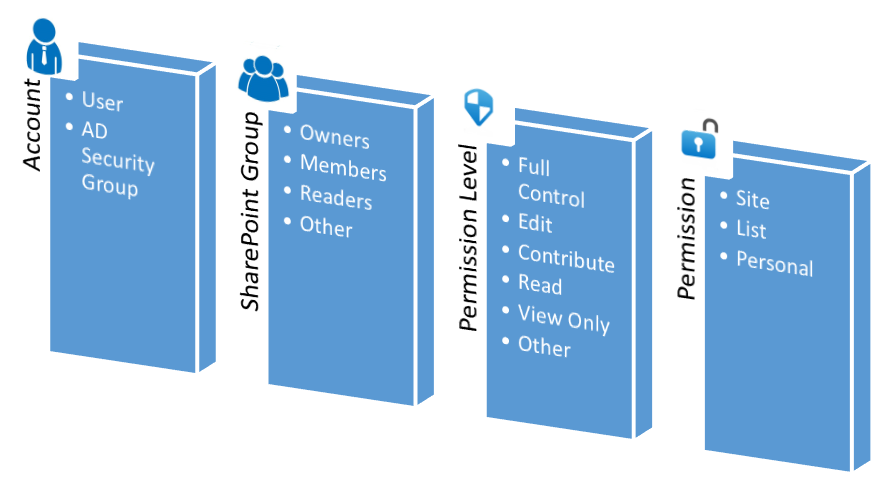 Account
• User
• AD
Security
Group
SharePoint Group
• Owners
• Members
• Readers
• Other
Permission Level
• Full
Control
• Edit
• Contribute
• Read
• View Only
• Other
Permission
• Site
• List
• Personal